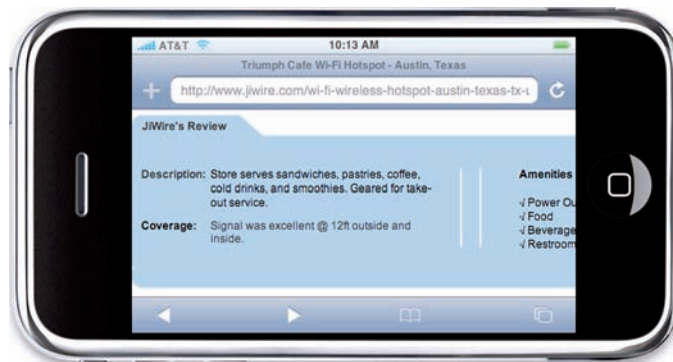 AT&T 10:13 AM
Triumph Cafe Wi-Fi Hotspot - Austin, Texas
http://www.jiwire.com/wi-fi-wireless-hotspot-austin-texas-tx-
JiWire's Review
Description: Store serves sandwiches, pastries, coffee,
cold drinks, and smoothies. Geared for take-
out service.
Coverage: Signal was excellent @ 12ft outside and
inside.
Amenities
√ Power Ou
√ Food
√ Beverage
√ Restroom